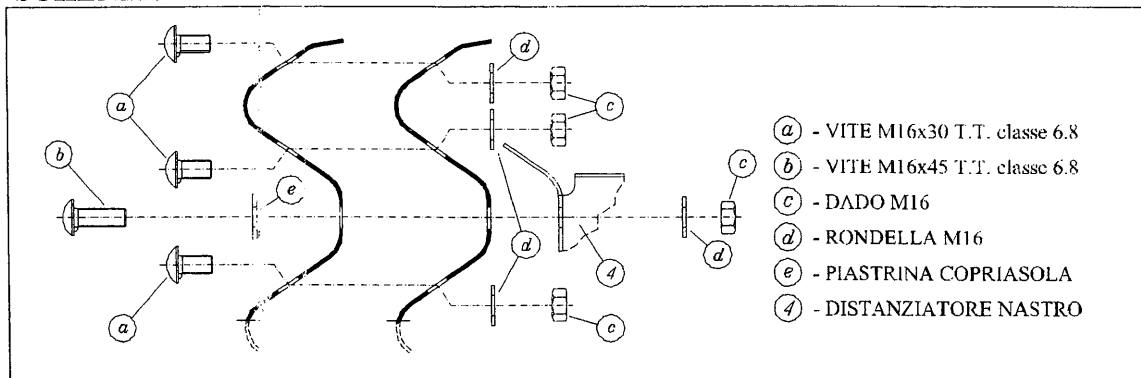 d
a
c
b
e
c
d
d
4
a
c
a - VITE M16x30 T.T. classe 6.8
b - VITE M16x45 T.T. classe 6.8
c - DADO M16
d - RONDELLA M16
e - PIASTRINA COPRIASOLA
4 - DISTANZIATORE NASTRO